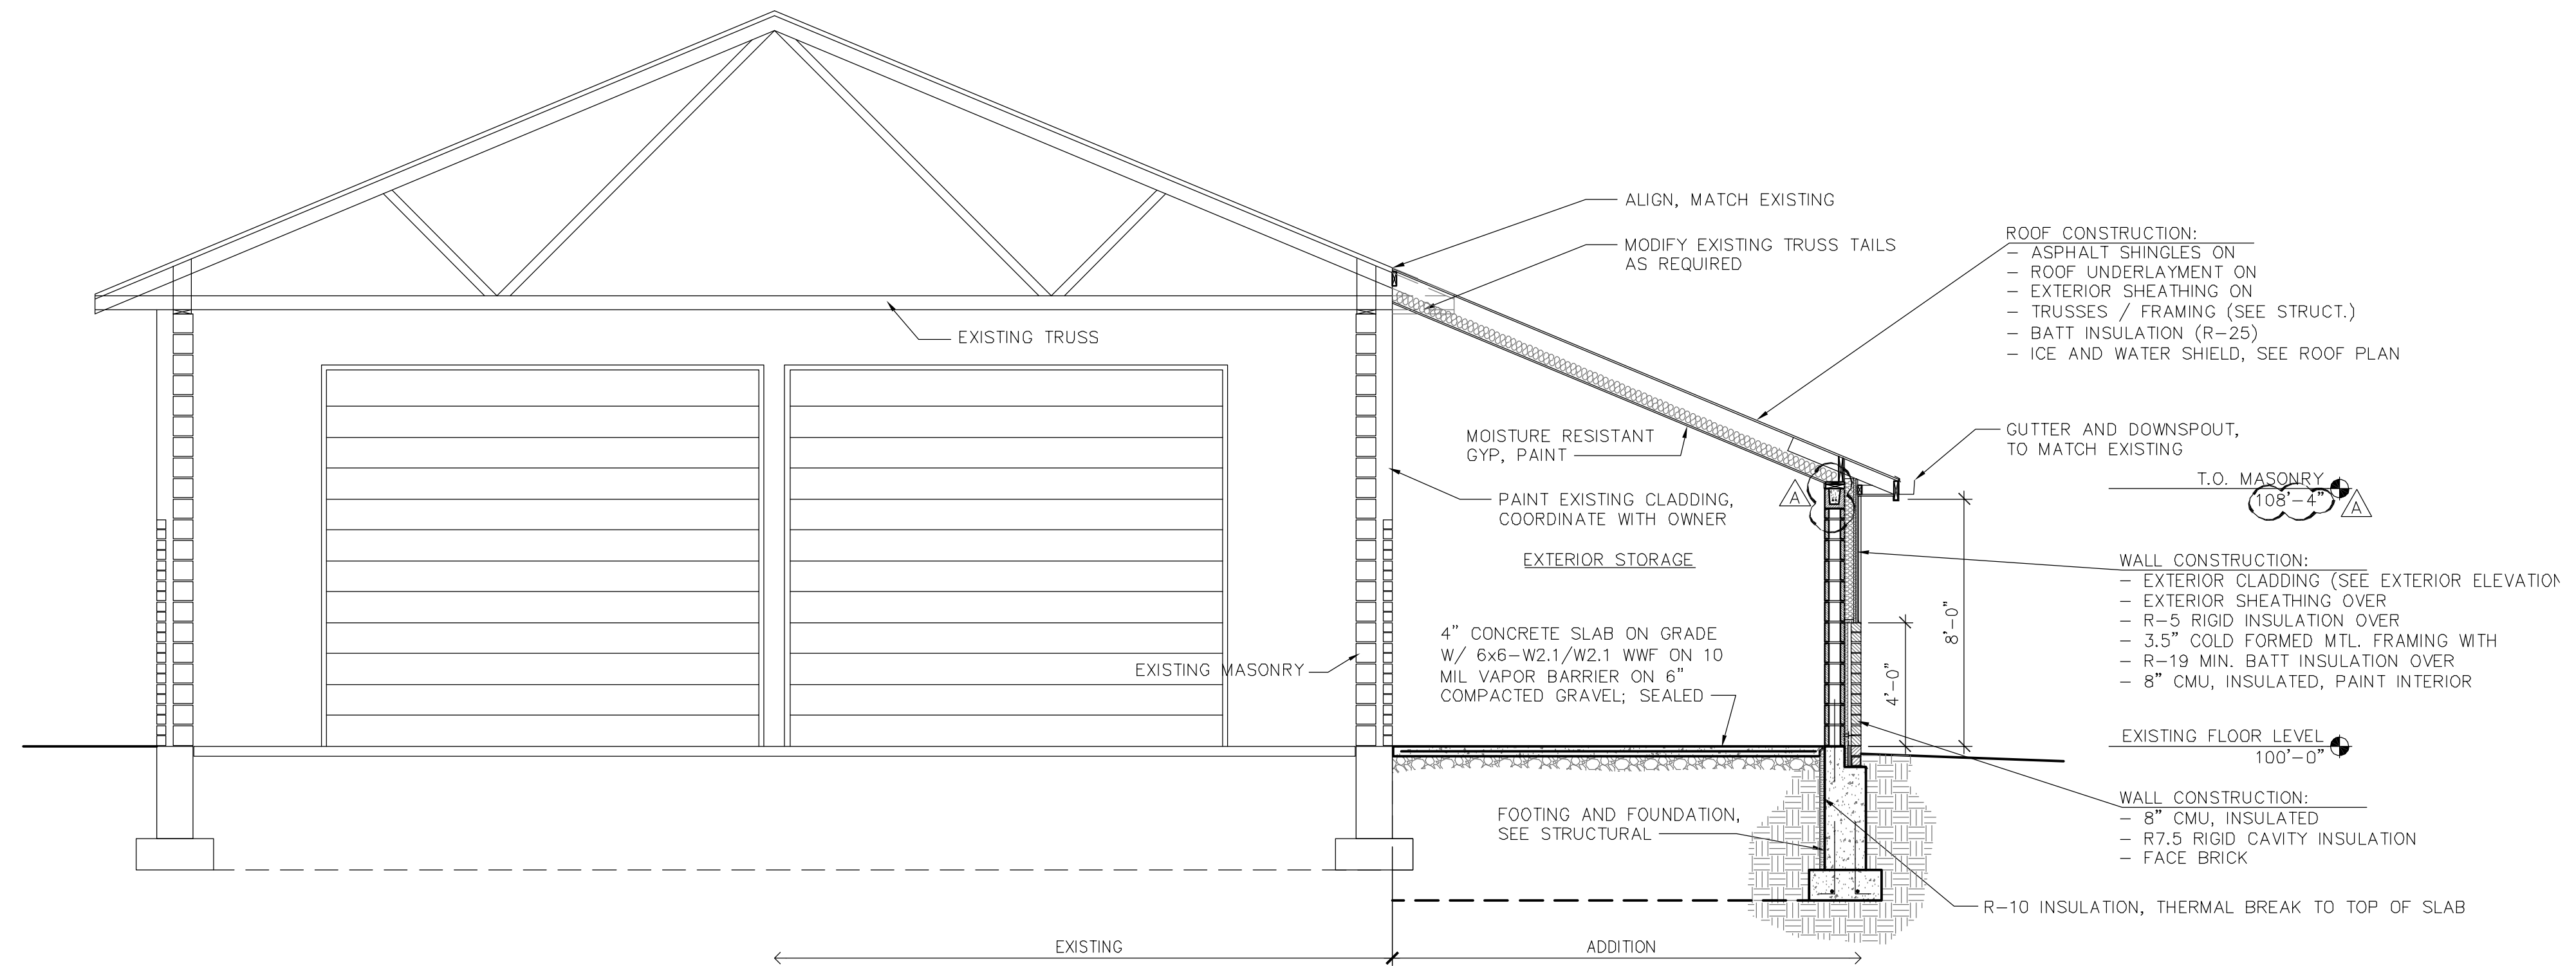 ALIGN, MATCH EXISTING
MODIFY EXISTING TRUSS TAILS
AS REQUIRED
ROOF CONSTRUCTION:
- ASPHALT SHINGLES ON
- ROOF UNDERLAYMENT ON
- EXTERIOR SHEATHING ON
- TRUSSES / FRAMING (SEE STRUCT.)
- BATT INSULATION (R-25)
- ICE AND WATER SHIELD, SEE ROOF PLAN
EXISTING TRUSS
MOISTURE RESISTANT
GYP, PAINT
GUTTER AND DOWNSPOUT,
TO MATCH EXISTING
T.O. MASONRY
108'-4"
A
A
PAINT EXISTING CLADDING,
COORDINATE WITH OWNER
EXTERIOR STORAGE
WALL CONSTRUCTION:
- EXTERIOR CLADDING (SEE EXTERIOR ELEVATION
- EXTERIOR SHEATHING OVER
- R-5 RIGID INSULATION OVER
- 3.5" COLD FORMED MTL. FRAMING WITH
- R-19 MIN. BATT INSULATION OVER
- 8" CMU, INSULATED, PAINT INTERIOR
8'-0"
4'-0"
4" CONCRETE SLAB ON GRADE
W/ 6x6-W2.1/W2.1 WWF ON 10
MIL VAPOR BARRIER ON 6"
COMPACTED GRAVEL; SEALED
EXISTING MASONRY
EXISTING FLOOR LEVEL
100'-0"
WALL CONSTRUCTION:
- 8" CMU, INSULATED
- R7.5 RIGID CAVITY INSULATION
- FACE BRICK
FOOTING AND FOUNDATION,
SEE STRUCTURAL
R-10 INSULATION, THERMAL BREAK TO TOP OF SLAB
EXISTING
ADDITION